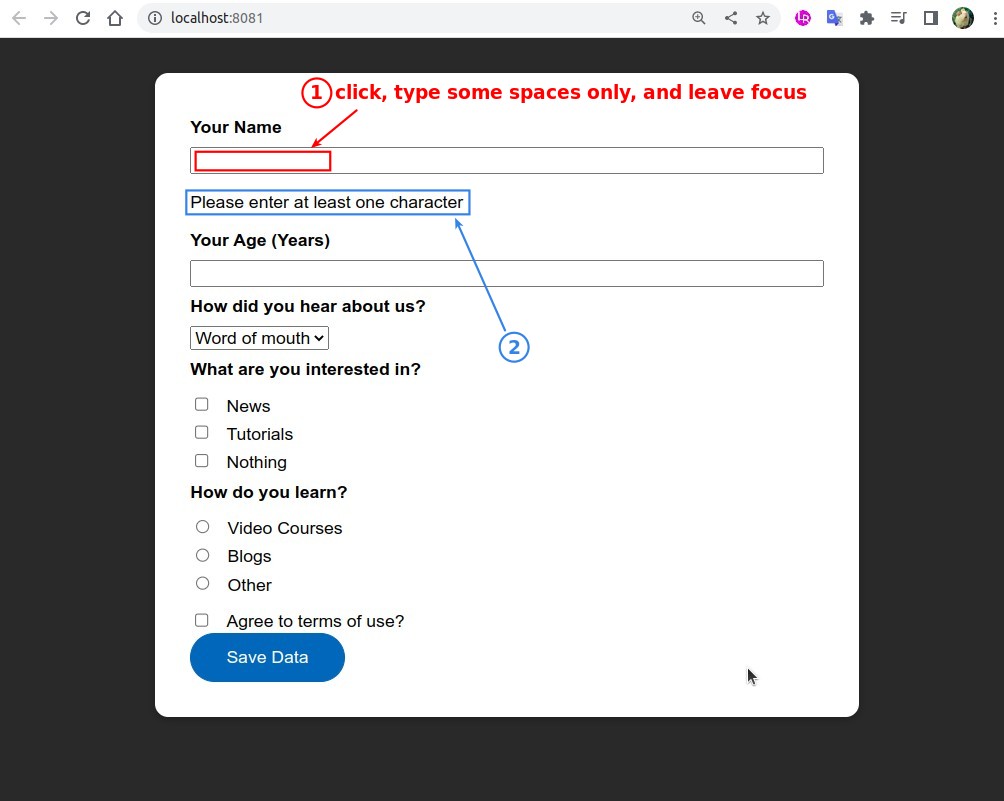 localhost:8081
1 click, type some spaces only, and leave focus
Your Name
Please enter at least one character
Your Age (Years)
How did you hear about us?
Word of mouth
2
What are you interested in?
News
Tutorials
Nothing
How do you learn?
Video Courses
Blogs
Other
Agree to terms of use?
Save Data